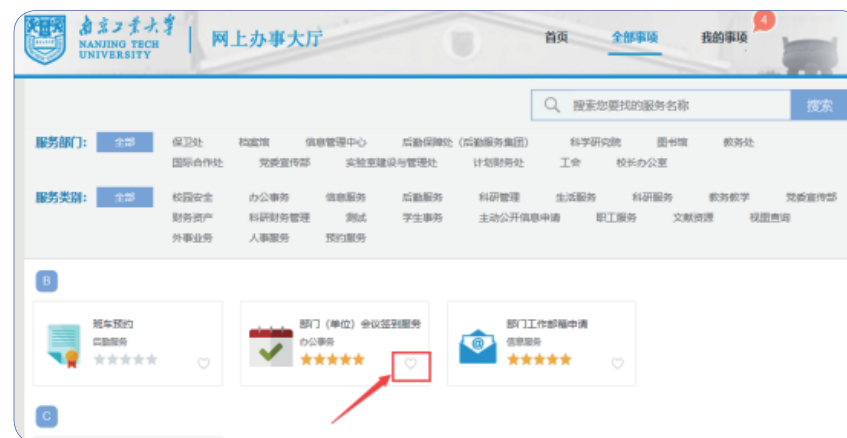 南京工业大学
NANJING TECH
UNIVERSITY
网上办事大厅
首页 全部事项 我的事项 4
搜索您要找的服务名称 搜索
服务部门: 全部 保卫处 档案馆 信息管理中心 后勤保障处（后勤服务集团） 科学研究院 图书馆 教务处
国际合作处 党委宣传部 实验室建设与管理处 计划财务处 工会 校长办公室
服务类别: 全部 校园安全 办公事务 信息服务 后勤服务 科研管理 生活服务 科研服务 教务教学 党委宣传部
财务资产 科研财务管理 测试 学生事务 主动公开信息申请 职工服务 文献资源 视图查询
外事业务 人事服务 预约服务
B
班车预约
后勤服务
部门（单位）会议签到服务
办公事务
部门工作邮箱申请
信息服务
C